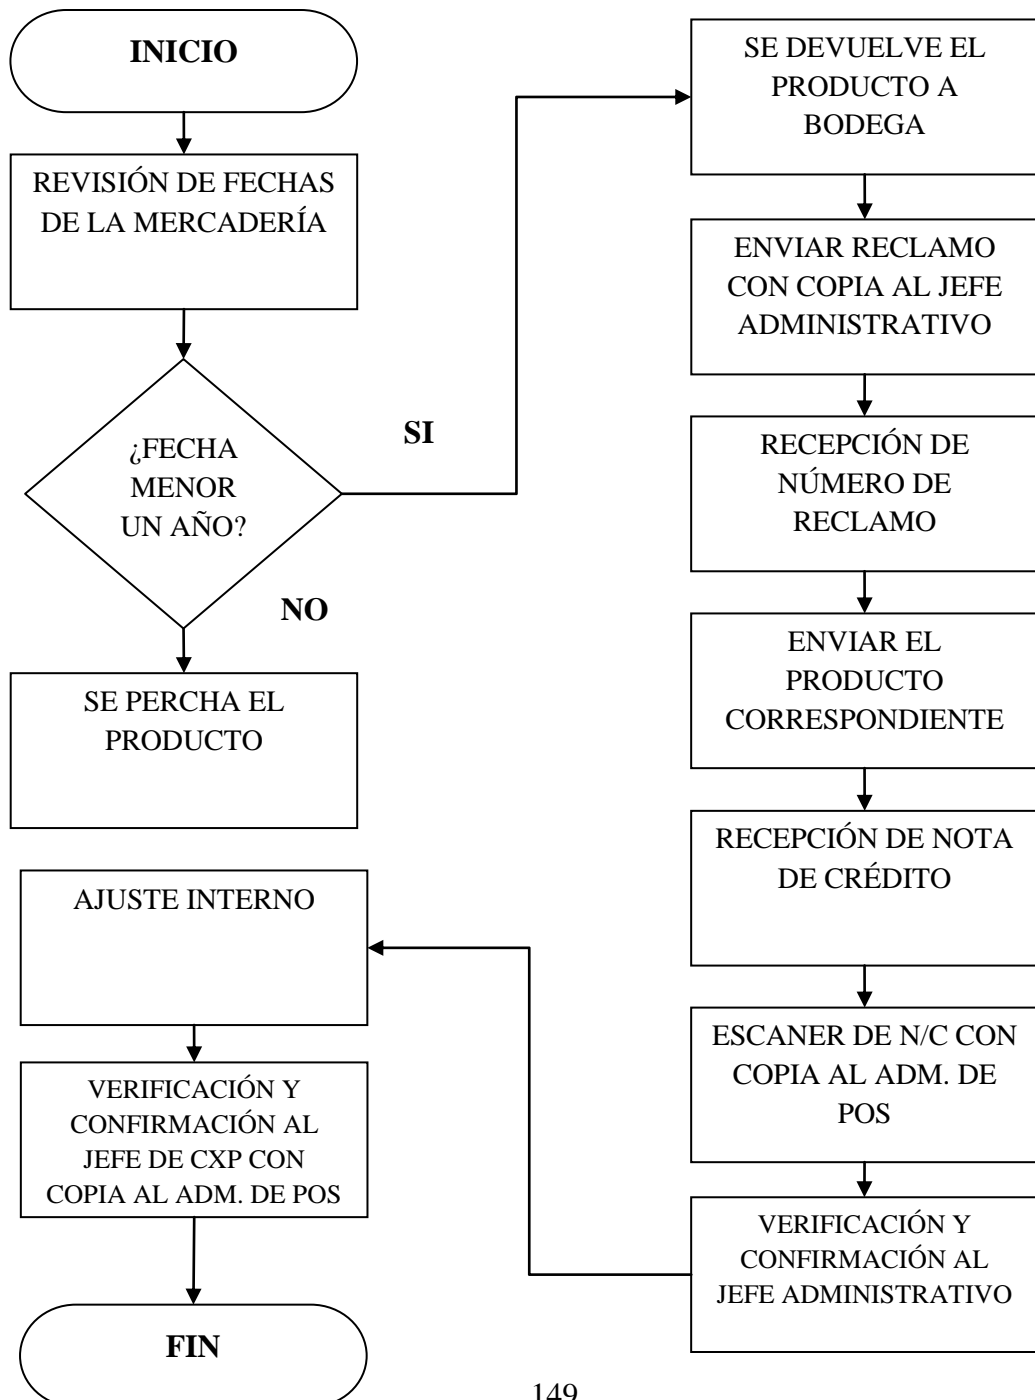 INICIO
REVISIÓN DE FECHAS
DE LA MERCADERÍA
¿FECHA
MENOR
UN AÑO?
SI
NO
SE PERCHA EL
PRODUCTO
SE DEVUELVE EL
PRODUCTO A
BODEGA
ENVIAR RECLAMO
CON COPIA AL JEFE
ADMINISTRATIVO
RECEPCIÓN DE
NÚMERO DE
RECLAMO
ENVIAR EL
PRODUCTO
CORRESPONDIENTE
RECEPCIÓN DE NOTA
DE CRÉDITO
ESCANER DE N/C CON
COPIA AL ADM. DE
POS
VERIFICACIÓN Y
CONFIRMACIÓN AL
JEFE ADMINISTRATIVO
AJUSTE INTERNO
VERIFICACIÓN Y
CONFIRMACIÓN AL
JEFE DE CXP CON
COPIA AL ADM. DE POS
FIN
149